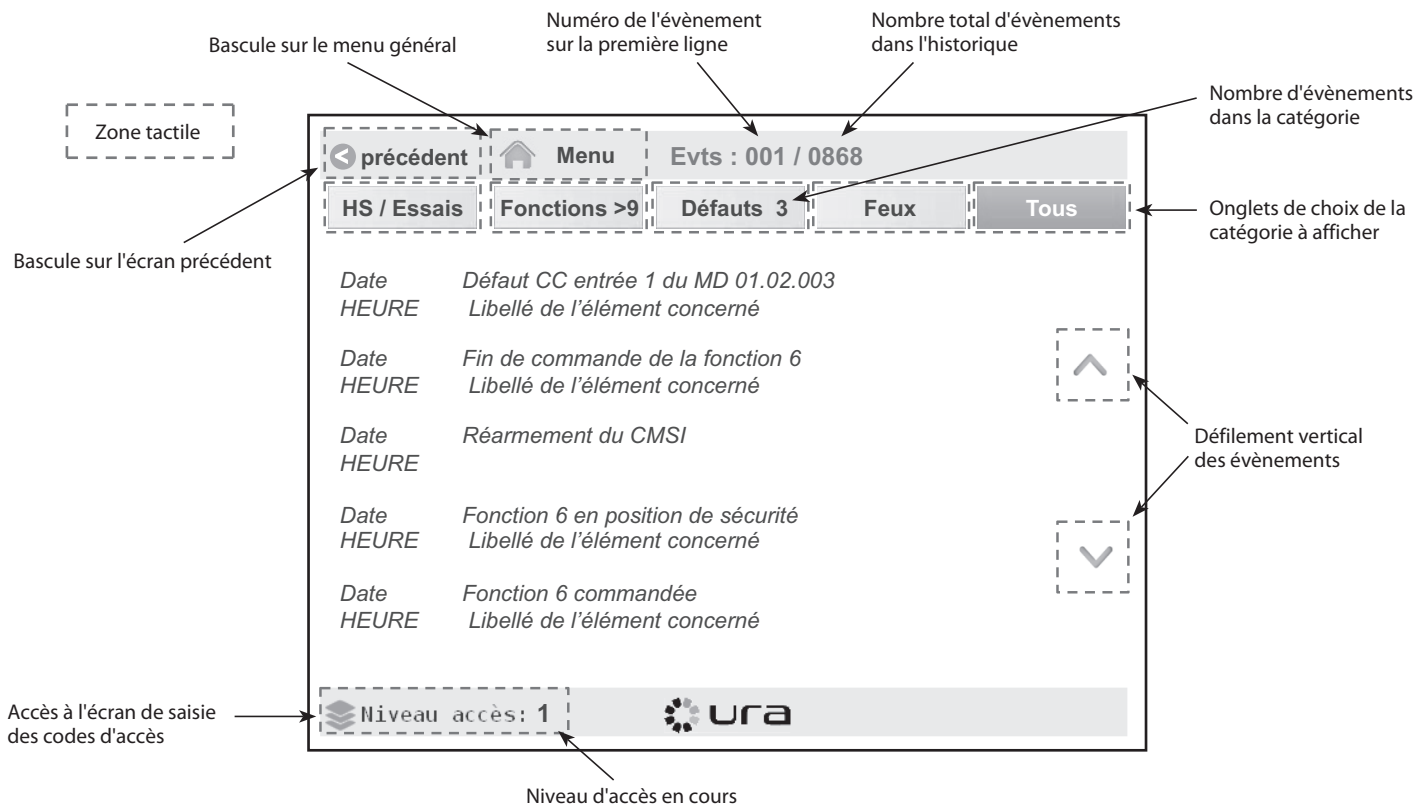 Numéro de l'évènement
sur la première ligne
Nombre total d'évènements
dans l'historique
Bascule sur le menu général
Nombre d'évènements
dans la catégorie
Zone tactile
précédent
Menu
Evts : 001 / 0868
HS / Essais
Fonctions >9
Défauts 3
Feux
Tous
Onglets de choix de la
catégorie à afficher
Bascule sur l'écran précédent
Date Défaut CC entrée 1 du MD 01.02.003
HEURE Libellé de l’élément concerné
Date Fin de commande de la fonction 6
HEURE Libellé de l’élément concerné
Date Réarmement du CMSI
HEURE
Défilement vertical
des évènements
Date Fonction 6 en position de sécurité
HEURE Libellé de l’élément concerné
Date Fonction 6 commandée
HEURE Libellé de l’élément concerné
Accès à l'écran de saisie
des codes d'accès
Niveau accès: 1
ura
Niveau d'accès en cours